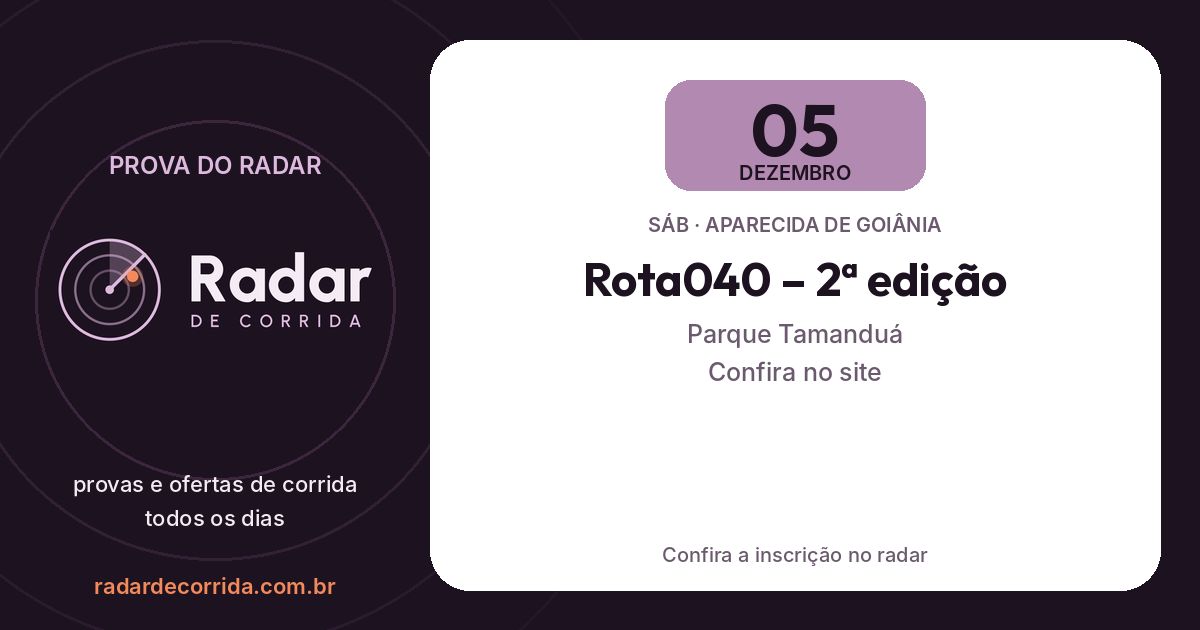 PROVA DO RADAR
Radar
DE CORRIDA
provas e ofertas de corrida
todos os dias
radardecorrida.com.br
05
DEZEMBRO
SÁB · APARECIDA DE GOIÂNIA
Rota040 – 2ª edição
Parque Tamanduá
Confira no site
Confira a inscrição no radar